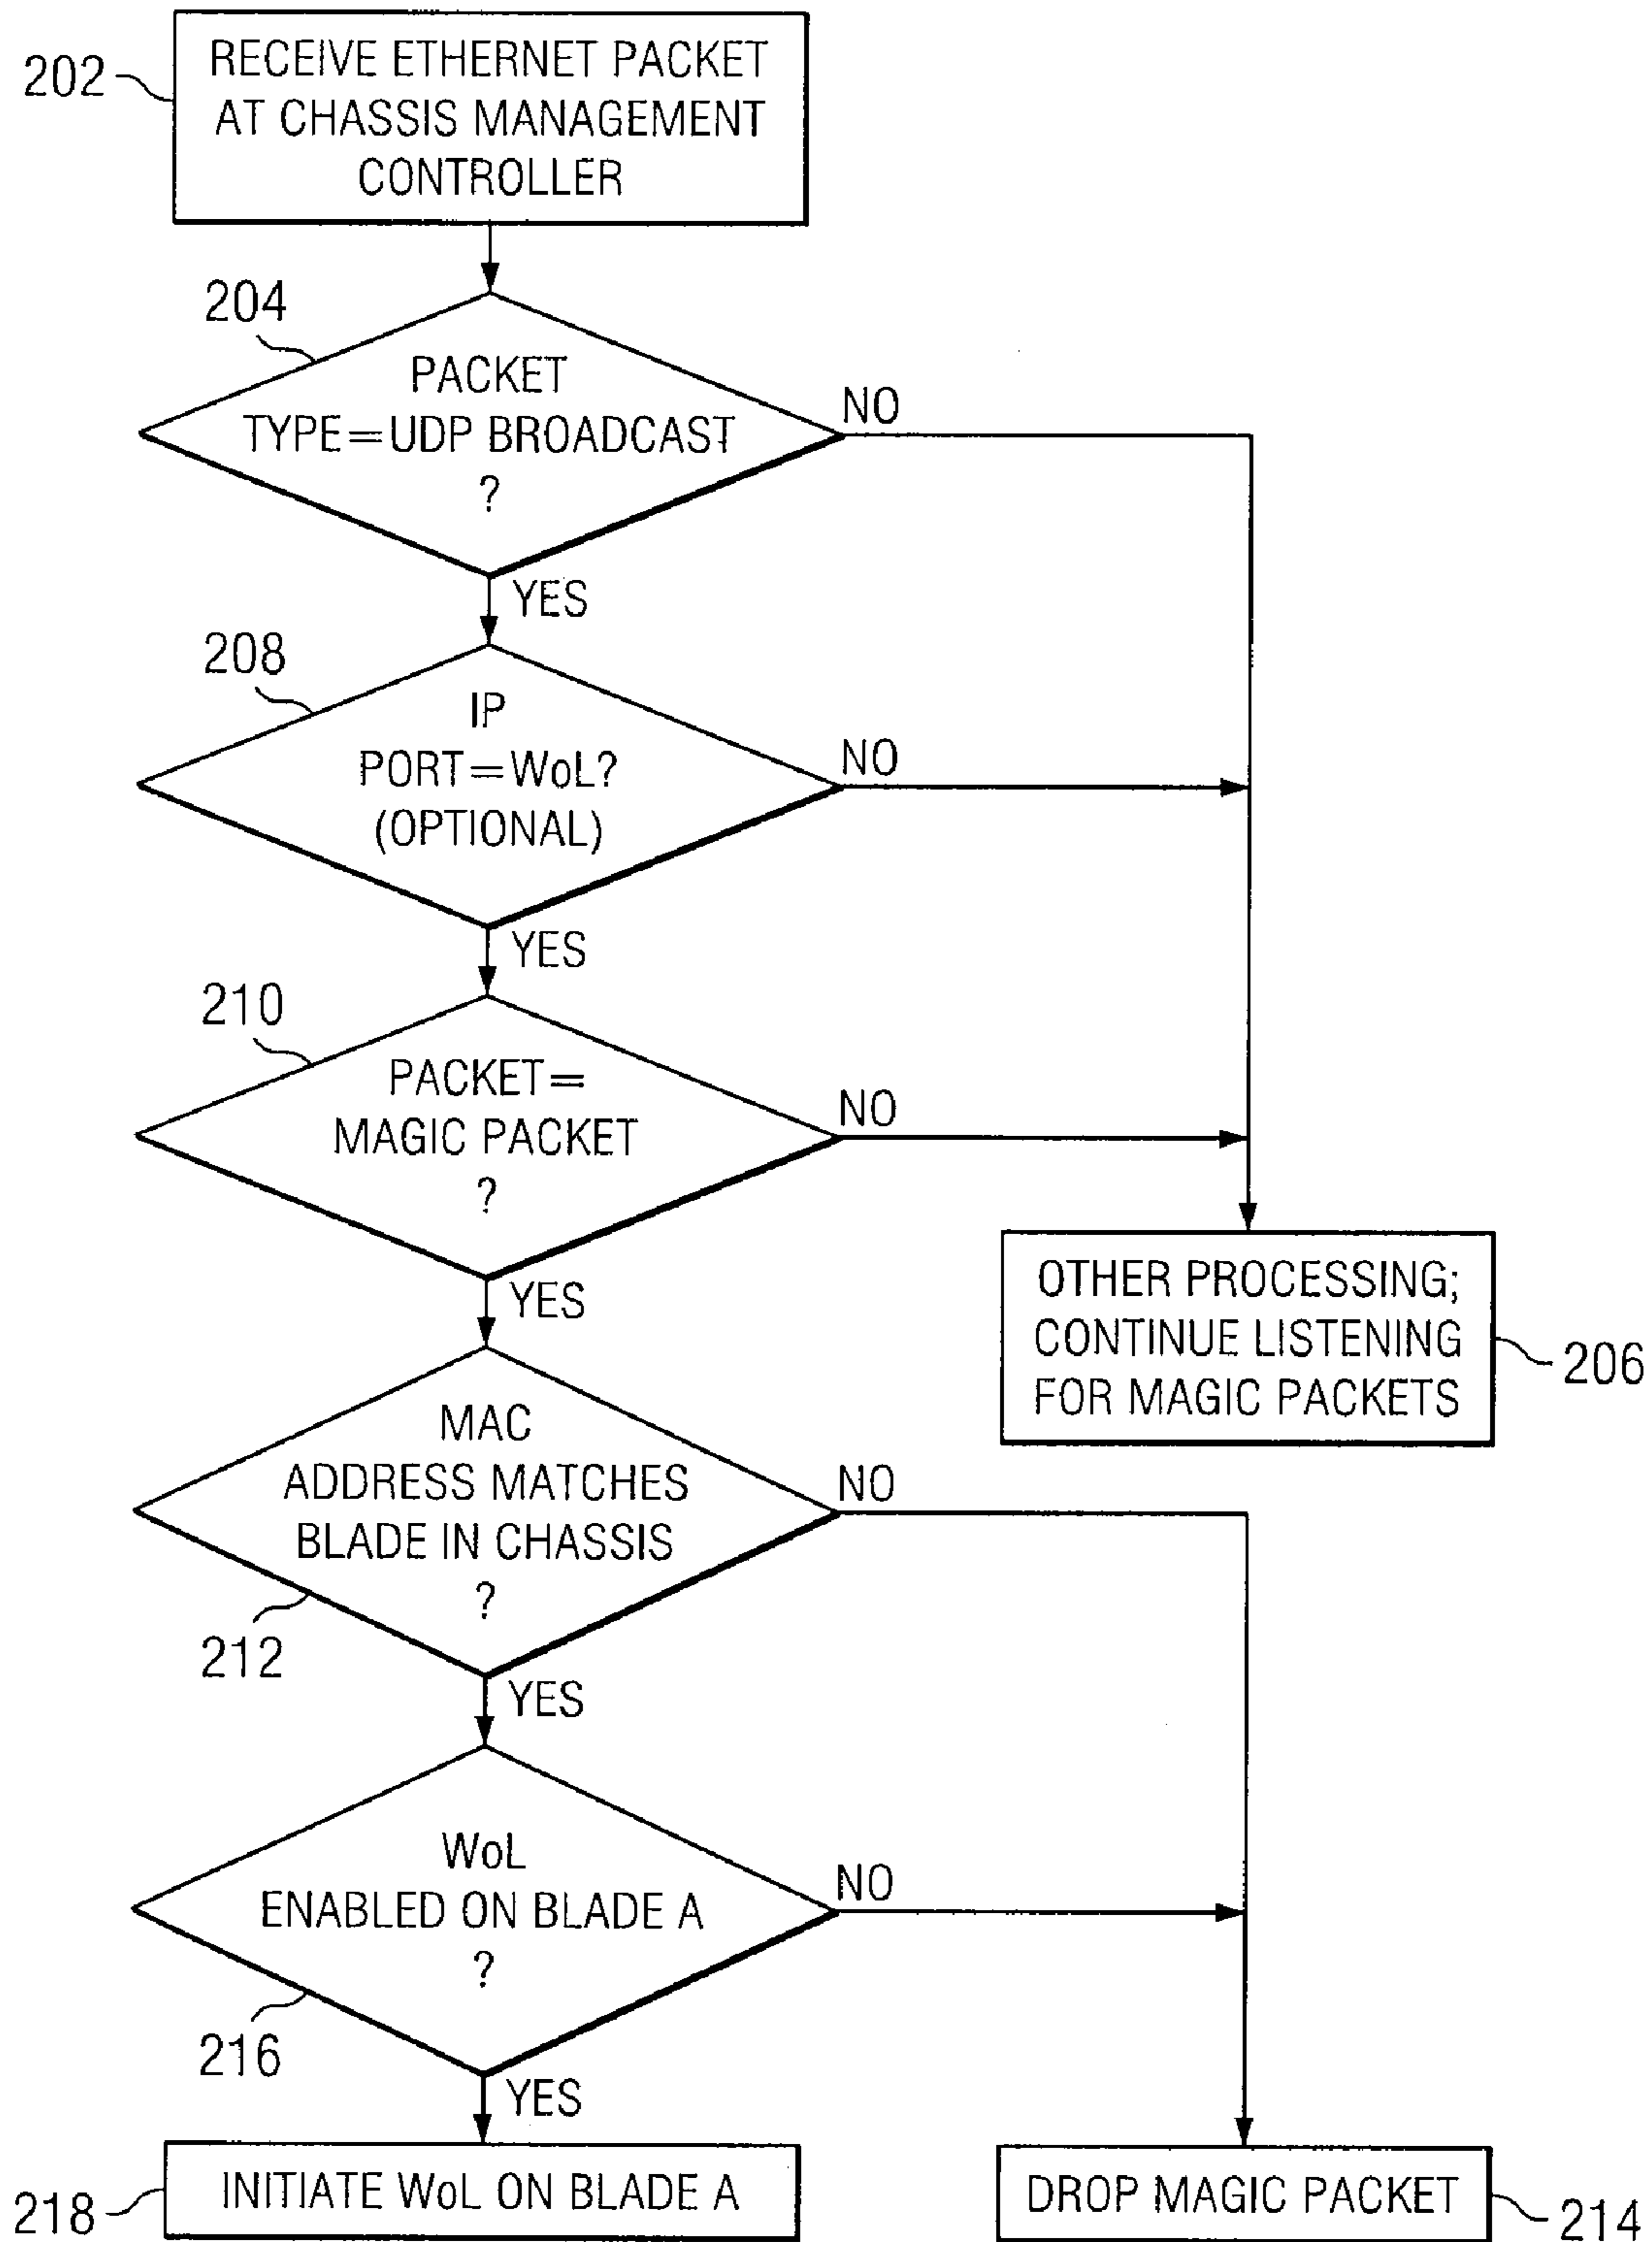 202
RECEIVE ETHERNET PACKET
AT CHASSIS MANAGEMENT
CONTROLLER
204
PACKET
TYPE=UDP BROADCAST
?
NO
YES
208
IP
PORT=WoL?
(OPTIONAL)
NO
YES
210
PACKET=
MAGIC PACKET
?
NO
YES
OTHER PROCESSING;
CONTINUE LISTENING
FOR MAGIC PACKETS
206
MAC
ADDRESS MATCHES
BLADE IN CHASSIS
?
NO
212
YES
WoL
ENABLED ON BLADE A
?
NO
216
YES
INITIATE WoL ON BLADE A
218
DROP MAGIC PACKET
214